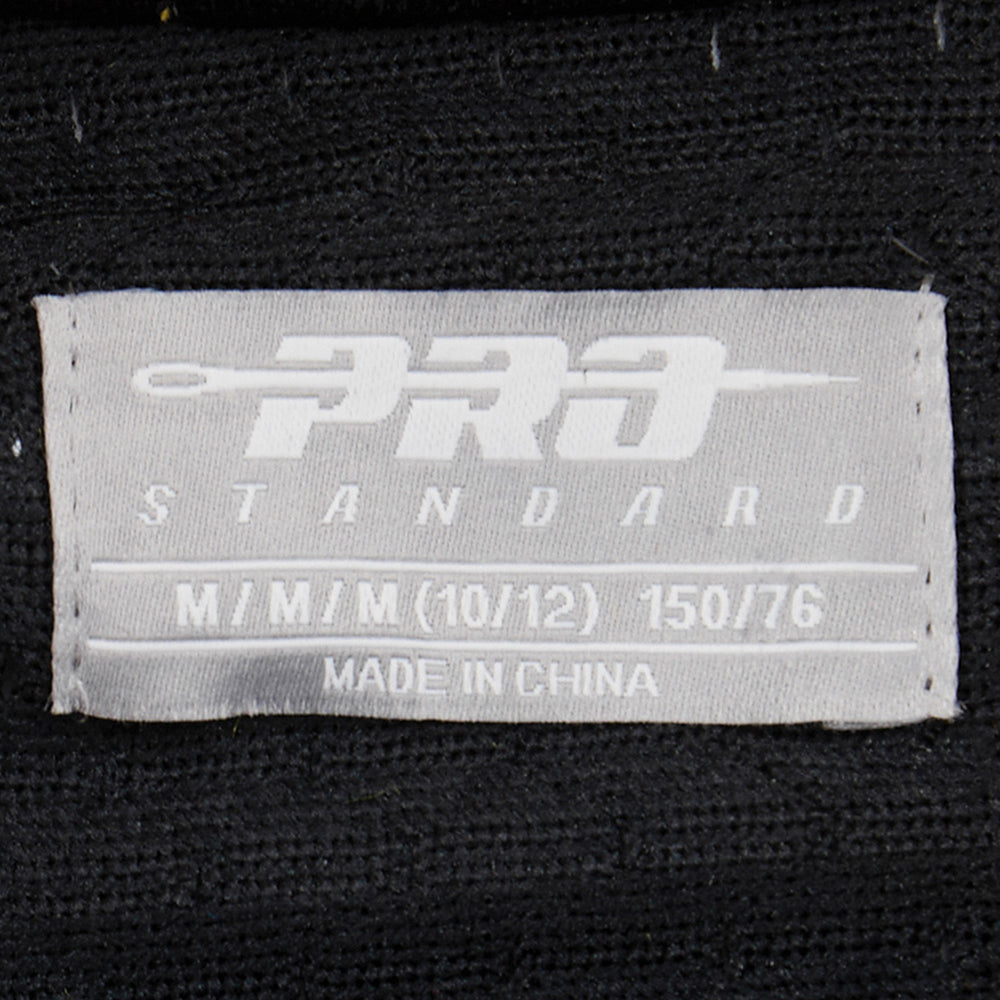 PRO
STANDARD
M/M/M (10/12) 150/76
MADE IN CHINA